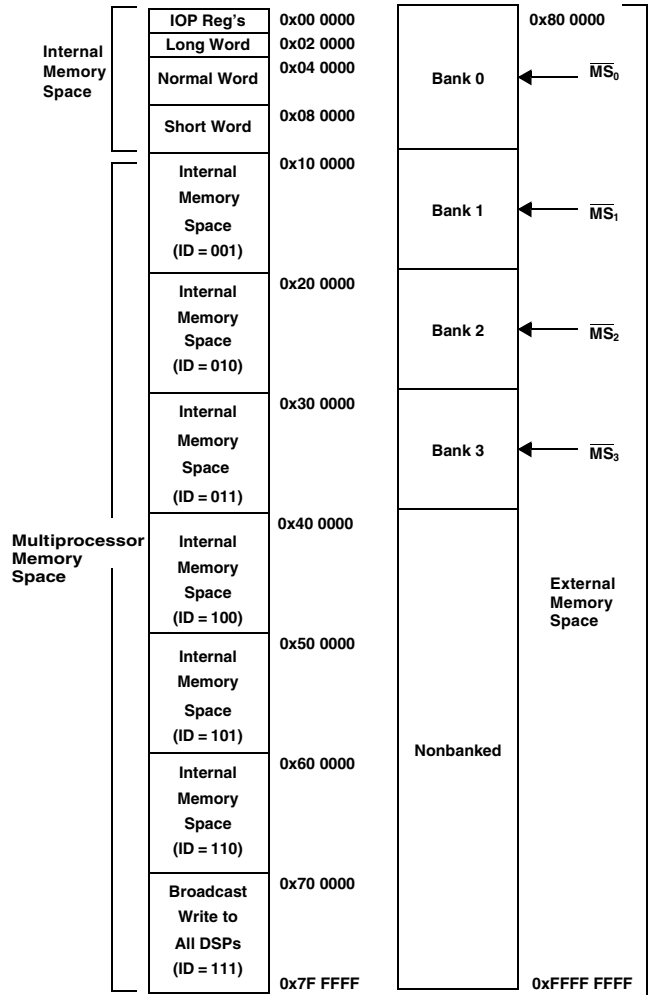 Internal
Memory
Space
IOP Reg's
0x00 0000
Long Word
0x02 0000
Normal Word
0x04 0000
Short Word
0x08 0000
Multiprocessor
Memory
Space
Internal
Memory
Space
(ID = 001)
0x10 0000
Internal
Memory
Space
(ID = 010)
0x20 0000
Internal
Memory
Space
(ID = 011)
0x30 0000
Internal
Memory
Space
(ID = 100)
0x40 0000
Internal
Memory
Space
(ID = 101)
0x50 0000
Internal
Memory
Space
(ID = 110)
0x60 0000
Broadcast
Write to
All DSPs
(ID = 111)
0x70 0000
0x7F FFFF
0x80 0000
Bank 0
MS0
Bank 1
MS1
Bank 2
MS2
Bank 3
MS3
Nonbanked
External
Memory
Space
0xFFFF FFFF